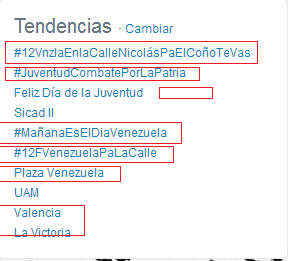 Tendencias · Cambiar
#12VnzlaEnlaCalleNicolásPaElCoñoTeVas
#JuventudCombatePorLaPatria
Feliz Día de la Juventud
Sicad II
#MañanaEsElDiaVenezuela
#12FVenezuelaPaLaCalle
Plaza Venezuela
UAM
Valencia
La Victoria